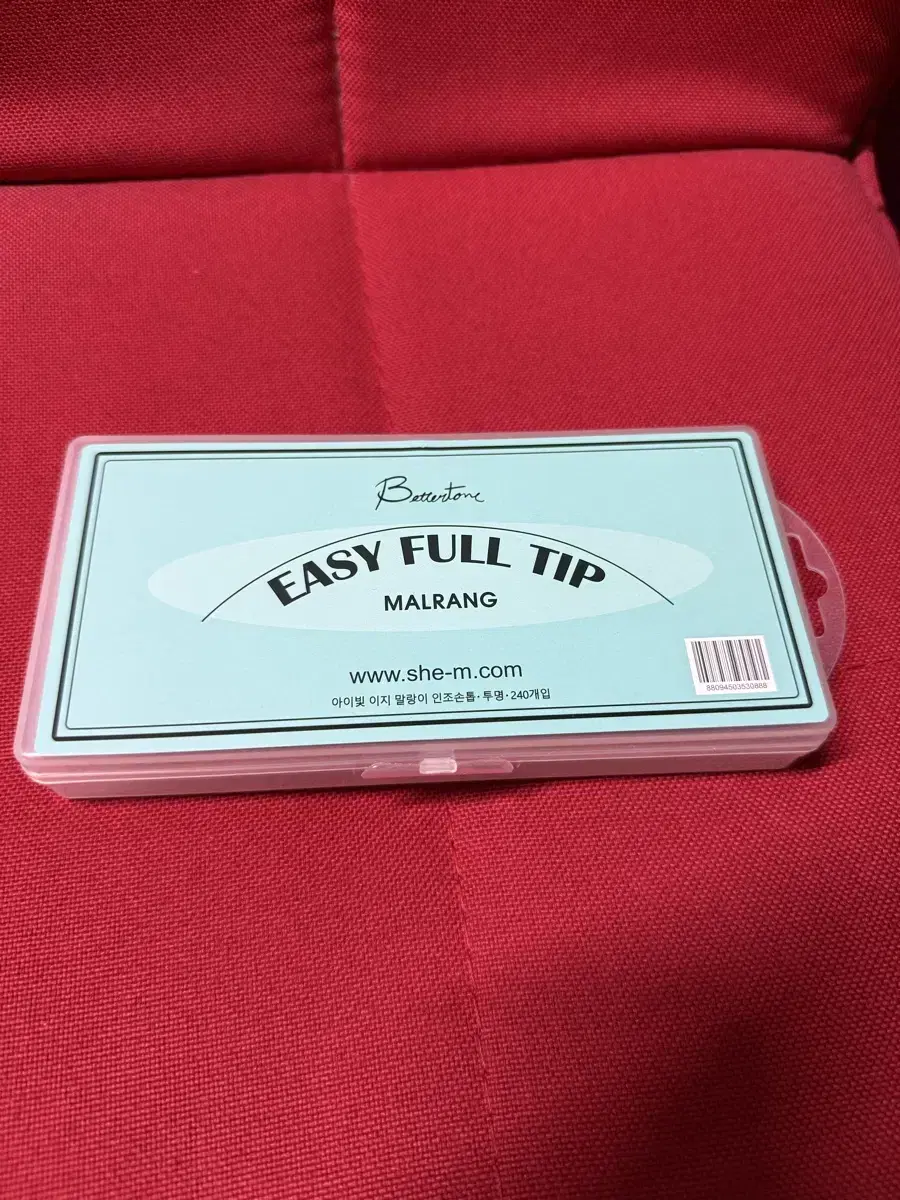 Bettertone
EASY FULL TIP
MALRANG
www.she-m.com
아이빛 이지 말랑이 인조손톱·투명·240개입
8809450353088​8